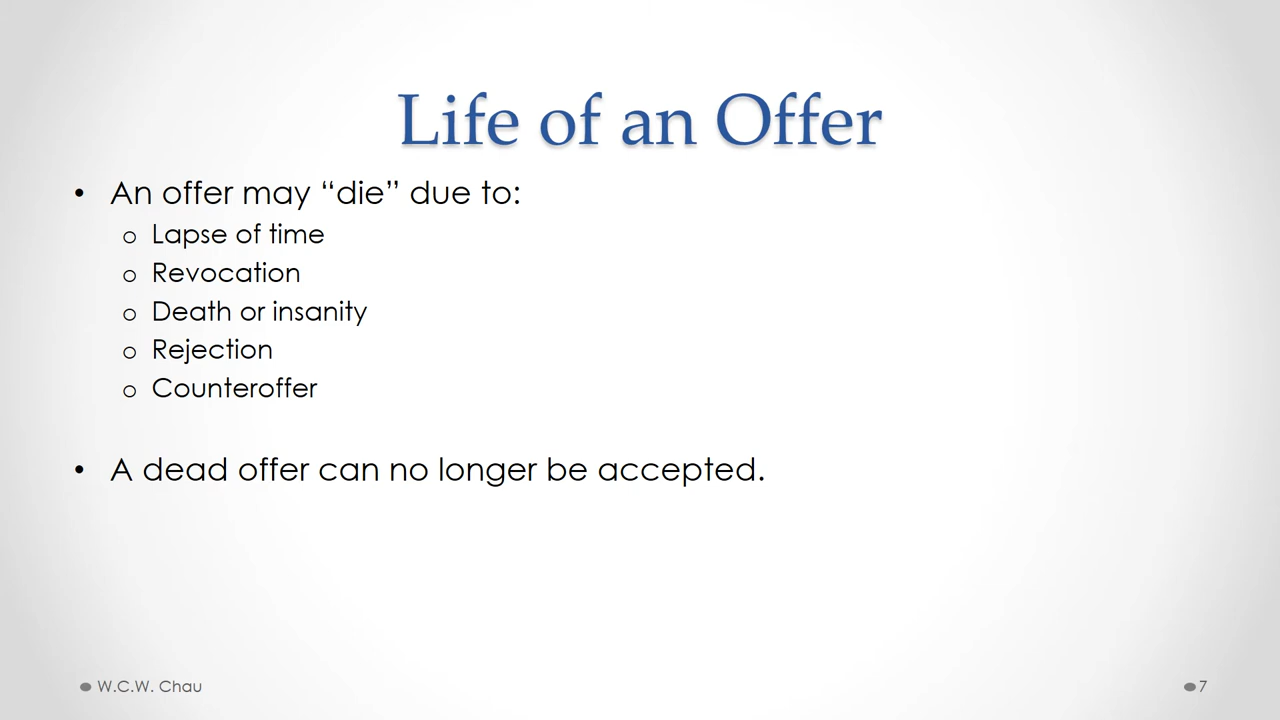 Life of an Offer
• An offer may “die” due to:
o Lapse of time
o Revocation
o Death or insanity
o Rejection
o Counteroffer
• A dead offer can no longer be accepted.
W.C.W. Chau
7